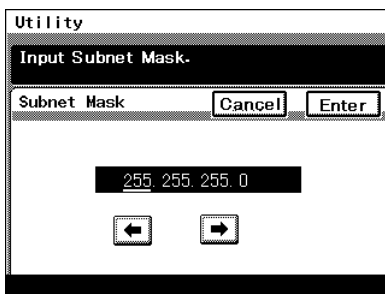 Utility
Input Subnet Mask.
Subnet Mask Cancel Enter
255. 255. 255. 0